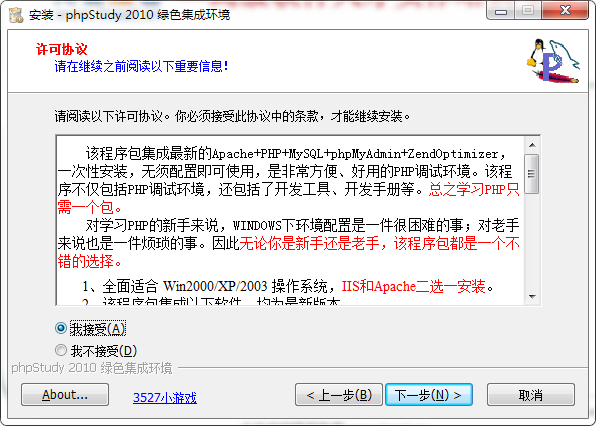 安装 - phpStudy 2010 绿色集成环境
许可协议
请在继续之前阅读以下重要信息!
请阅读以下许可协议。你必须接受此协议中的条款，才能继续安装。
该程序包集成最新的Apache+PHP+MySQL+phpMyAdmin+ZendOptimizer，
一次性安装，无须配置即可使用，是非常方便、好用的PHP调试环境。该程
序不仅包括PHP调试环境，还包括了开发工具、开发手册等。总之学习PHP只
需一个包。
对学习PHP的新手来说，WINDOWS下环境配置是一件很困难的事；对老手
来说也是一件烦琐的事。因此无论你是新手还是老手，该程序包都是一个不
错的选择。
1、全面适合 Win2000/XP/2003 操作系统，IIS和Apache二选一安装。
2、该程序包集成以下软件，均为最新版本
我接受(A)
我不接受(D)
phpStudy 2010 绿色集成环境
About...
3527小游戏
< 上一步(B)
下一步(N) >
取消